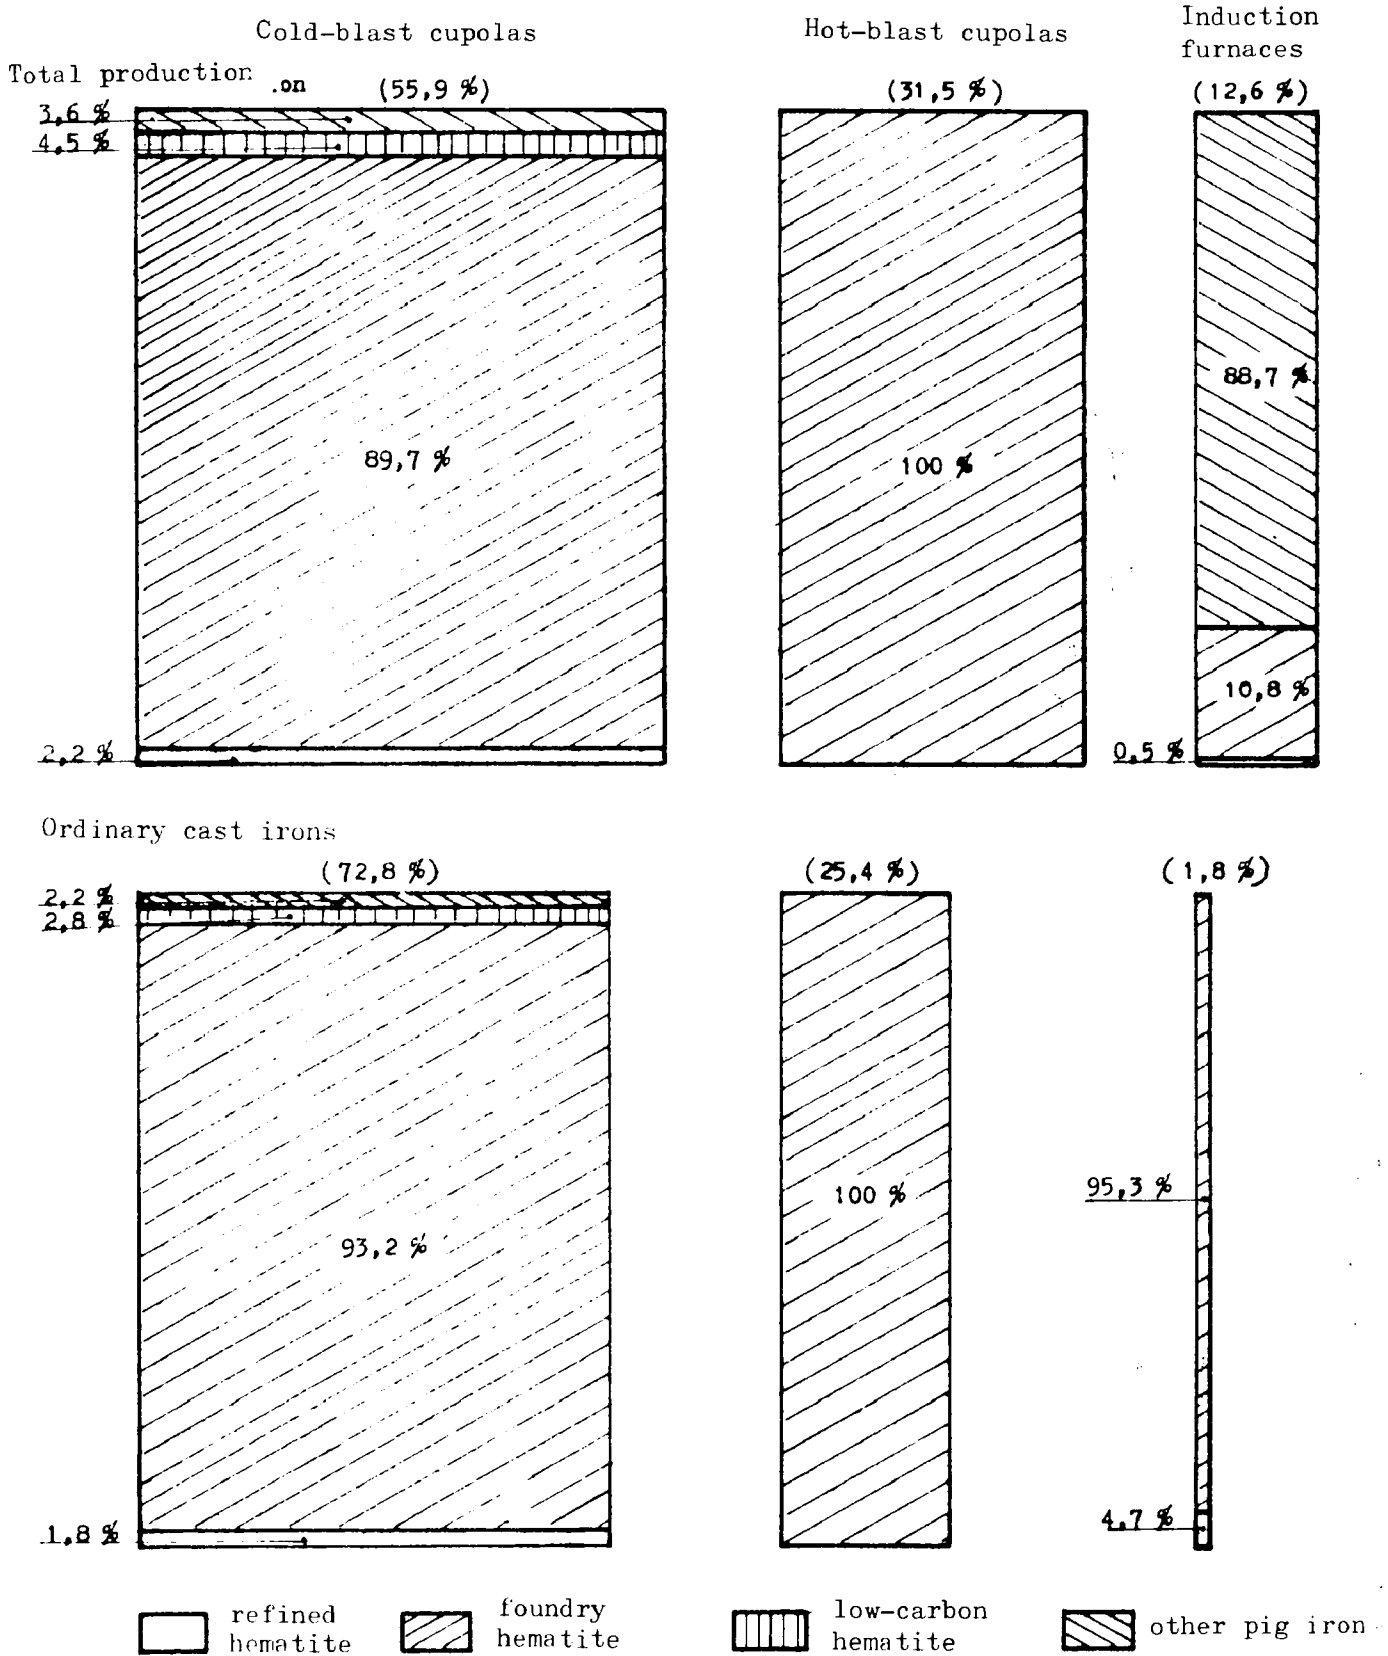 Cold-blast cupolas
Hot-blast cupolas
Induction
furnaces
Total production
.on
(55,9 %)
(31,5 %)
(12,6 %)
3,6 %
4,5 %
88,7 %
89,7 %
100 %
10,8 %
2,2 %
0,5 %
Ordinary cast irons
(72,8 %)
(25,4 %)
(1,8 %)
2,2 %
2,8 %
95,3 %
100 %
93,2 %
4,7 %
1,8 %
refined
hematite
foundry
hematite
low-carbon
hematite
other pig iron